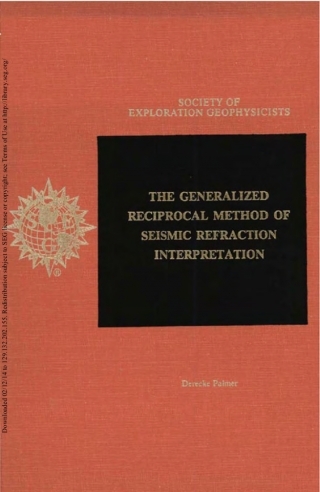 SOCIETY OF
EXPLORATION GEOPHYSICISTS
THE GENERALIZED
RECIPROCAL METHOD OF
SEISMIC REFRACTION
INTERPRETATION
Derecke Palmer
®
Downloaded 02/12/14 to 129.132.202.155. Redistribution subject to SEG license or copyright; see Terms of Use at http://library.seg.org/